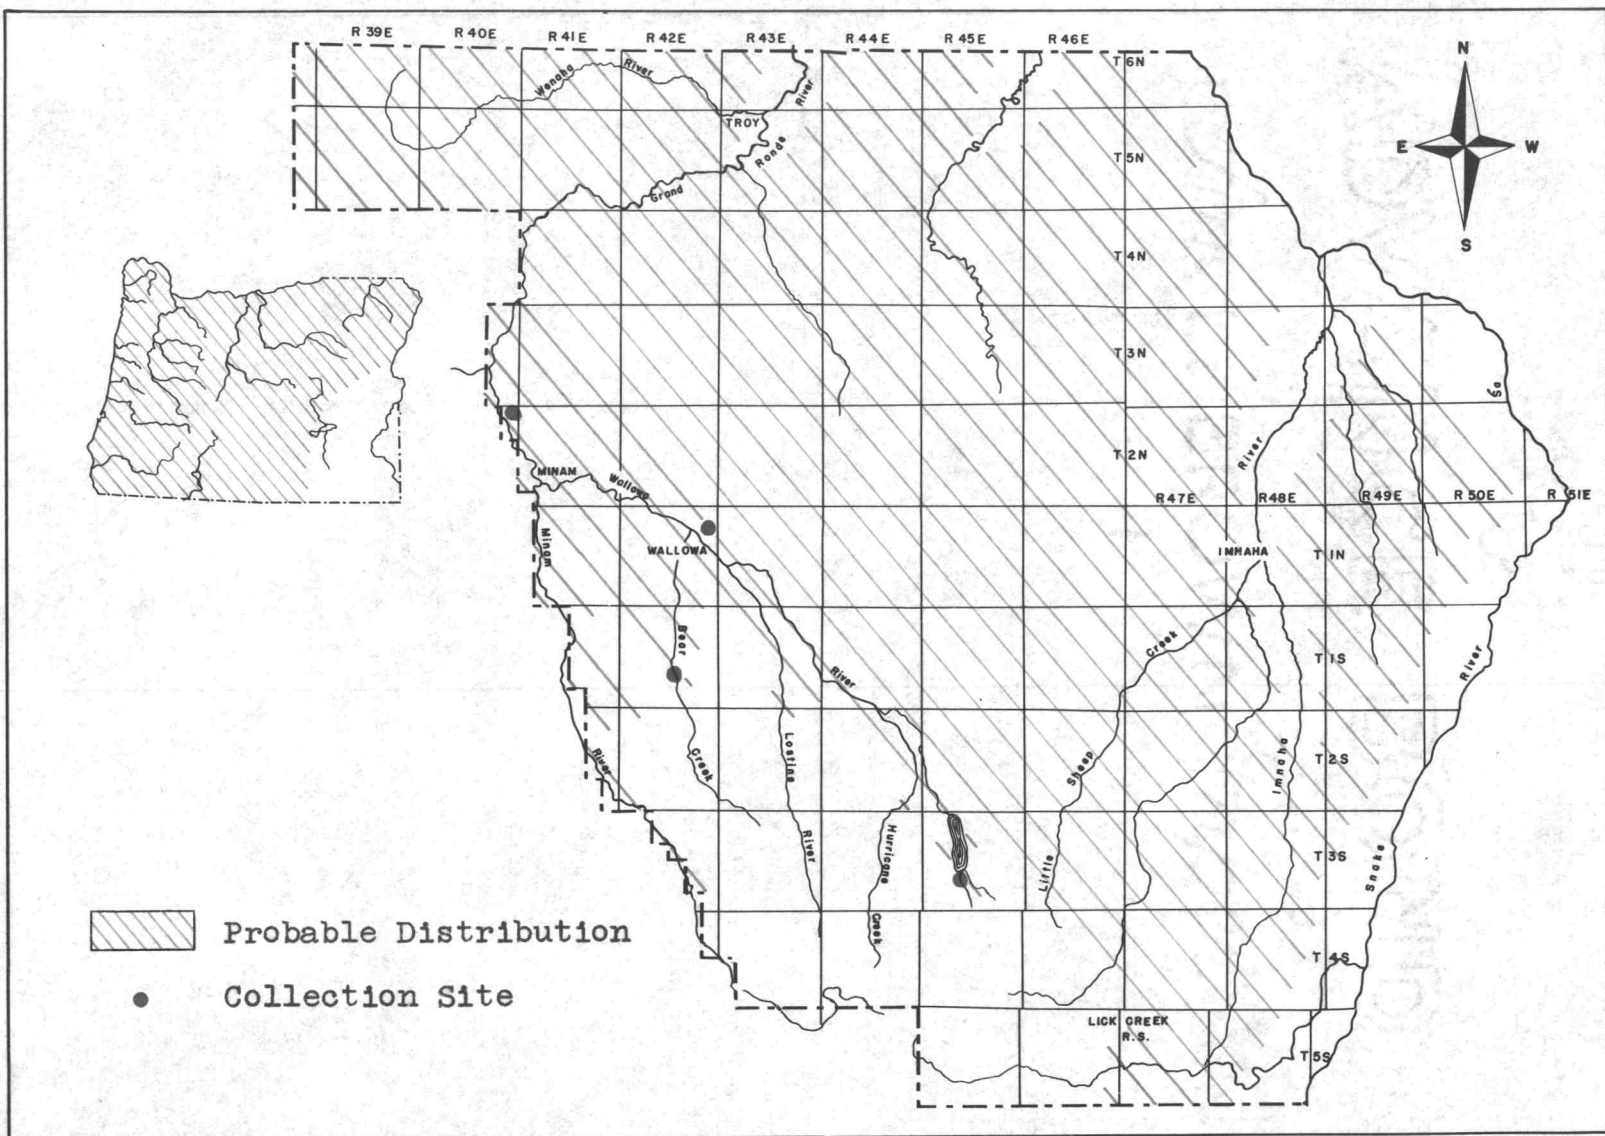 R 39E R 40E R 41E R 42E R 43E R 44E R 45E R 46E
N
E W
S
T 6N
Wenaha River
River
TROY
T 5N
Grand Ronde
T 4N
T 3N
Sa
T 2N
River
MINAM
Wallowa
R47E R48E R49E R 50E R 51E
Minam
WALLOWA
IMNAHA
T 1N
Bear
Creek
T 1S
River
River
Creek
Lostine
River
Sheep
Little
Imnaha
T 2S
River
Hurricane
Creek
T 3S
Snake
Probable Distribution
T 4S
Collection Site
LICK CREEK
R.S.
T 5S